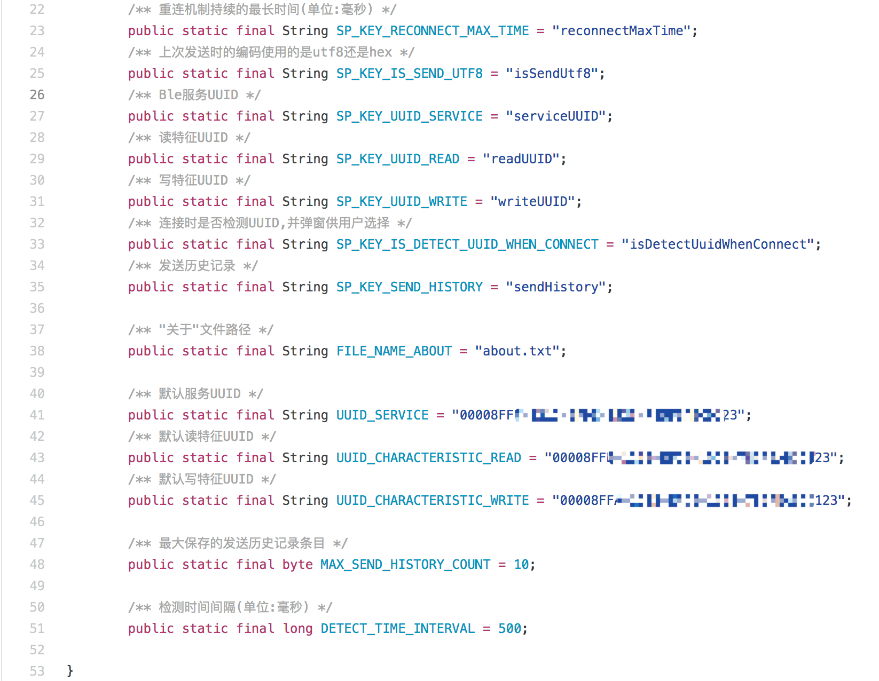 22 /** 重连机制持续的最长时间(单位:毫秒) */
23 public static final String SP_KEY_RECONNECT_MAX_TIME = "reconnectMaxTime";
24 /** 上次发送时的编码使用的是utf8还是hex */
25 public static final String SP_KEY_IS_SEND_UTF8 = "isSendUtf8";
26 /** Ble服务UUID */
27 public static final String SP_KEY_UUID_SERVICE = "serviceUUID";
28 /** 读特征UUID */
29 public static final String SP_KEY_UUID_READ = "readUUID";
30 /** 写特征UUID */
31 public static final String SP_KEY_UUID_WRITE = "writeUUID";
32 /** 连接时是否检测UUID,并弹窗供用户选择 */
33 public static final String SP_KEY_IS_DETECT_UUID_WHEN_CONNECT = "isDetectUuidWhenConnect";
34 /** 发送历史记录 */
35 public static final String SP_KEY_SEND_HISTORY = "sendHistory";
36
37 /** "关于"文件路径 */
38 public static final String FILE_NAME_ABOUT = "about.txt";
39
40 /** 默认服务UUID */
41 public static final String UUID_SERVICE = "00008FF 23";
42 /** 默认读特征UUID */
43 public static final String UUID_CHARACTERISTIC_READ = "00008FF 23";
44 /** 默认写特征UUID */
45 public static final String UUID_CHARACTERISTIC_WRITE = "00008FF 123";
46
47 /** 最大保存的发送历史记录条目 */
48 public static final byte MAX_SEND_HISTORY_COUNT = 10;
49
50 /** 检测时间间隔(单位:毫秒) */
51 public static final long DETECT_TIME_INTERVAL = 500;
52
53 }